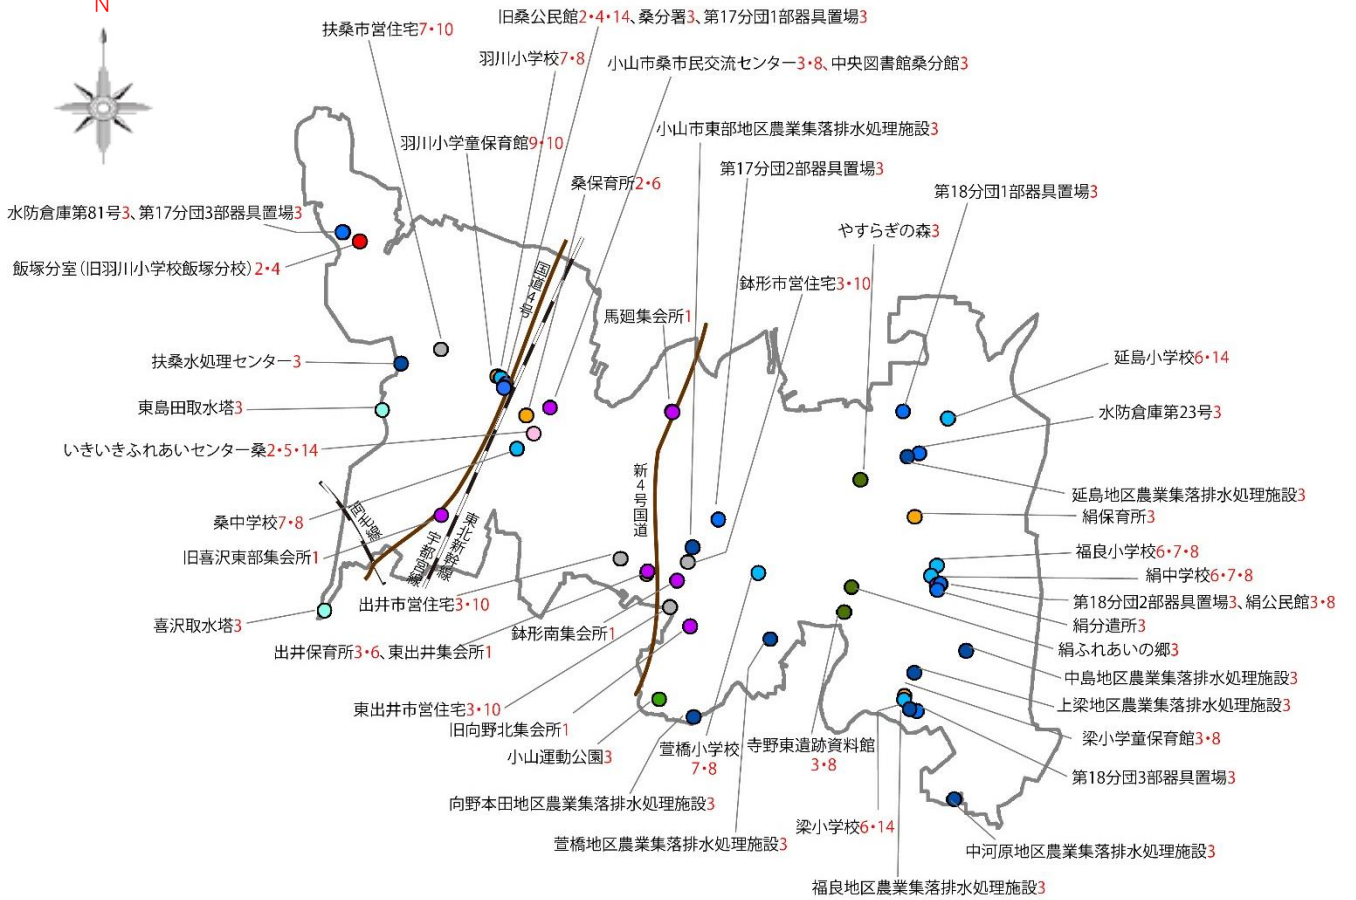 N
旧桑公民館2・4・14、桑分署3、第17分団1部器具置場3
扶桑市営住宅7・10
羽川小学校7・8
小山市桑市民交流センター3・8、中央図書館桑分館3
小山市東部地区農業集落排水処理施設3
羽川小学童保育館9・10
第17分団2部器具置場3
桑保育所2・6
第18分団1部器具置場3
水防倉庫第81号3、第17分団3部器具置場3
やすらぎの森3
飯塚分室(旧羽川小学校飯塚分校)2・4
国道4号
鉢形市営住宅3・10
馬廻集会所1
扶桑水処理センター3
延島小学校6・14
東島田取水塔3
水防倉庫第23号3
いきいきふれあいセンター桑2・5・14
新4号国道
延島地区農業集落排水処理施設3
桑中学校7・8
両毛線
絹保育所3
旧喜沢東部集会所1
東北新幹線
宇都宮線
福良小学校6・7・8
絹中学校6・7・8
出井市営住宅3・10
第18分団2部器具置場3、絹公民館3・8
喜沢取水塔3
絹分遣所3
鉢形南集会所1
出井保育所3・6、東出井集会所1
絹ふれあいの郷3
中島地区農業集落排水処理施設3
東出井市営住宅3・10
上梁地区農業集落排水処理施設3
旧向野北集会所1
梁小学童保育館3・8
小山運動公園3
萱橋小学校
7・8
寺野東遺跡資料館
3・8
第18分団3部器具置場3
向野本田地区農業集落排水処理施設3
梁小学校6・14
萱橋地区農業集落排水処理施設3
中河原地区農業集落排水処理施設3
福良地区農業集落排水処理施設3